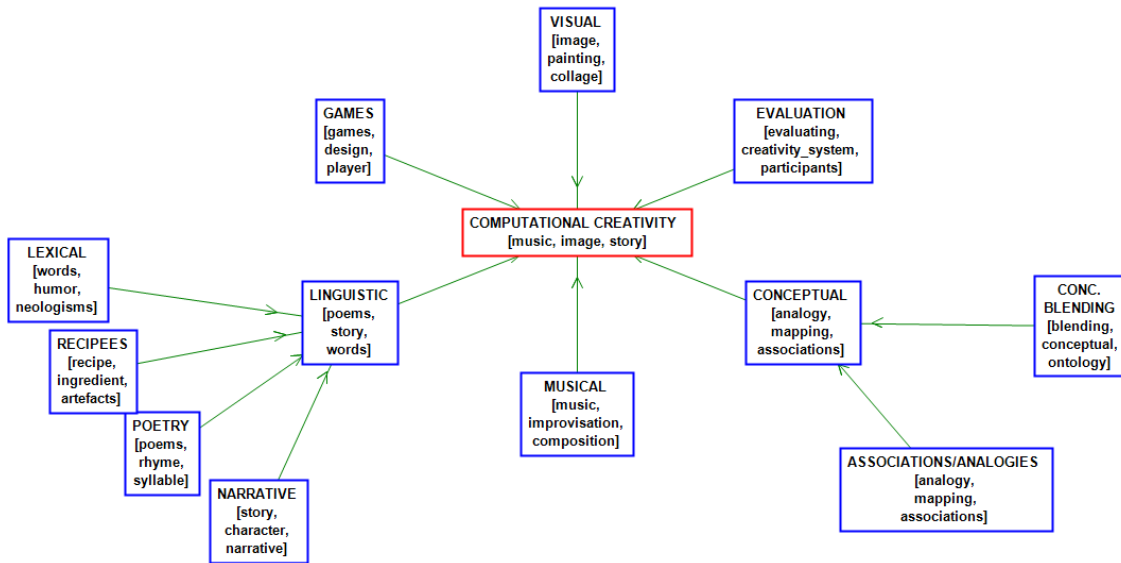 VISUAL
[image,
painting,
collage]
GAMES
[games,
design,
player]
EVALUATION
[evaluating,
creativity_system,
participants]
COMPUTATIONAL CREATIVITY
[music, image, story]
LEXICAL
[words,
humor,
neologisms]
LINGUISTIC
[poems,
story,
words]
CONCEPTUAL
[analogy,
mapping,
associations]
CONC.
BLENDING
[blending,
conceptual,
ontology]
RECIPEES
[recipe,
ingredient,
artefacts]
MUSICAL
[music,
improvisation,
composition]
POETRY
[poems,
rhyme,
syllable]
ASSOCIATIONS/ANALOGIES
[analogy,
mapping,
associations]
NARRATIVE
[story,
character,
narrative]